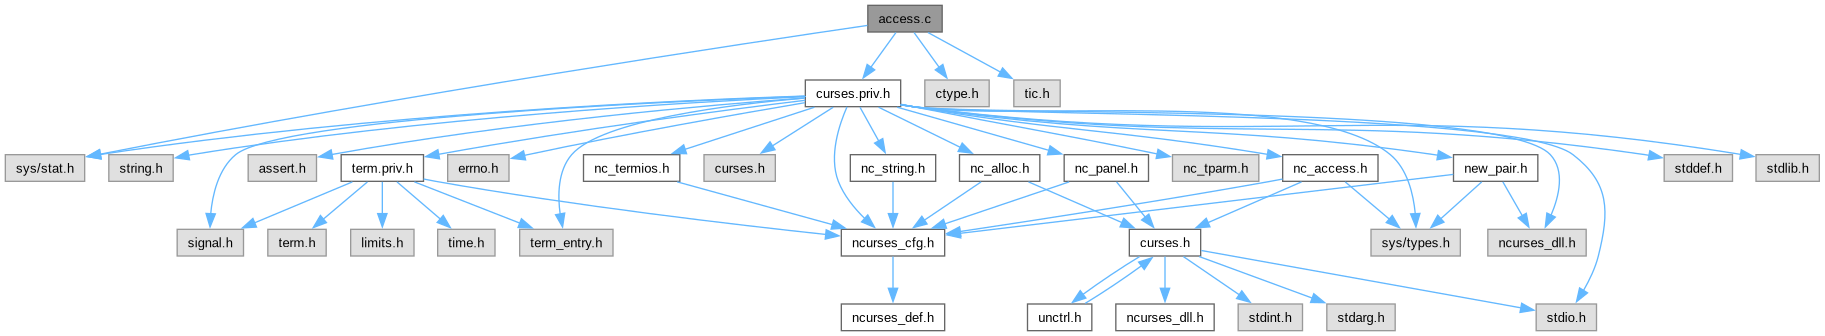 access.c
curses.priv.h
ctype.h
tic.h
sys/stat.h
string.h
assert.h
term.priv.h
errno.h
nc_termios.h
curses.h
nc_string.h
nc_alloc.h
nc_panel.h
nc_tparm.h
nc_access.h
new_pair.h
stddef.h
stdlib.h
signal.h
term.h
limits.h
time.h
term_entry.h
ncurses_cfg.h
curses.h
sys/types.h
ncurses_dll.h
ncurses_def.h
unctrl.h
ncurses_dll.h
stdint.h
stdarg.h
stdio.h